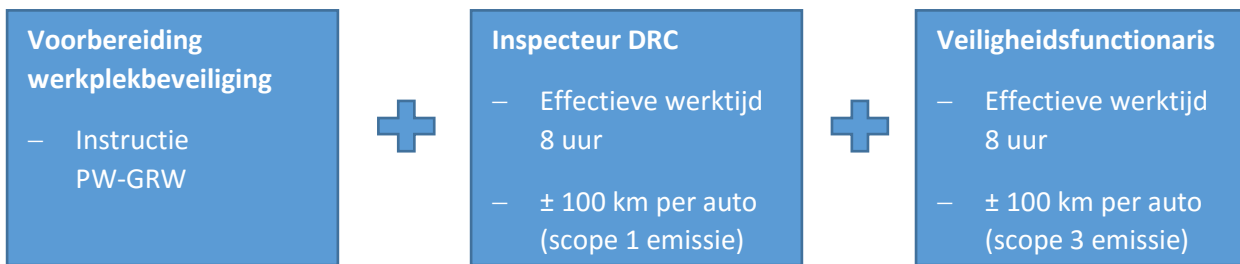 Voorbereiding
werkplekbeveiliging
– Instructie
PW-GRW
Inspecteur DRC
– Effectieve werktijd
8 uur
– ± 100 km per auto
(scope 1 emissie)
Veiligheidsfunctionaris
– Effectieve werktijd
8 uur
– ± 100 km per auto
(scope 3 emissie)